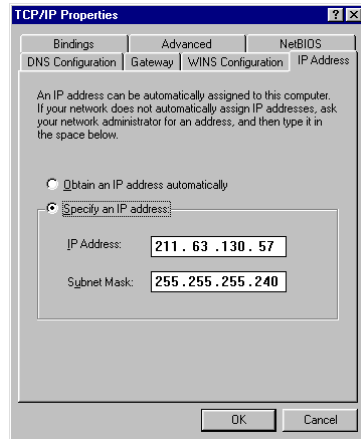 TCP/IP Properties
Bindings Advanced NetBIOS
DNS Configuration Gateway WINS Configuration IP Address
An IP address can be automatically assigned to this computer.
If your network does not automatically assign IP addresses, ask
your network administrator for an address, and then type it in
the space below.
Obtain an IP address automatically
Specify an IP address:
IP Address: 211. 63 .130. 57
Subnet Mask: 255.255.255.240
OK Cancel